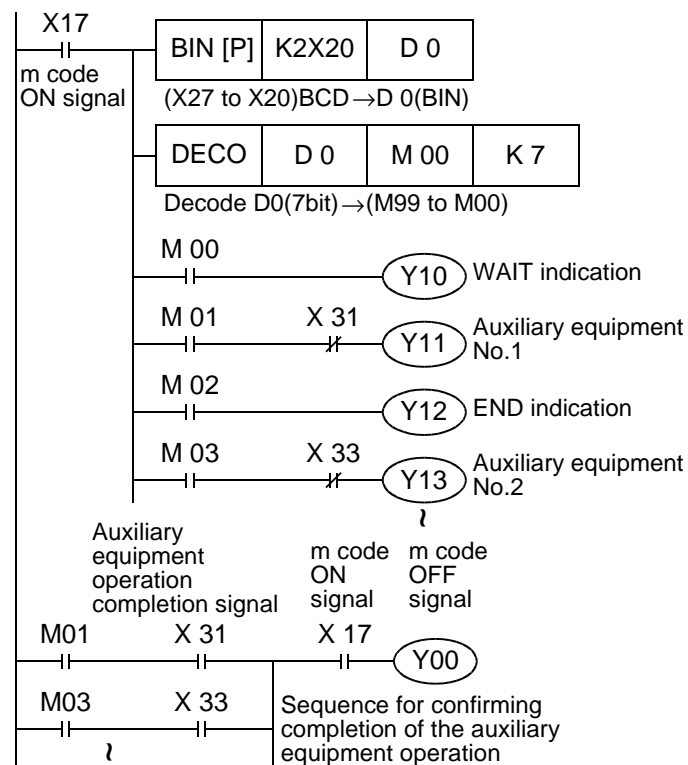 X17
m code
ON signal
BIN [P] K2X20 D 0
(X27 to X20)BCD→D 0(BIN)
DECO D 0 M 00 K 7
Decode D0(7bit)→(M99 to M00)
M 00
Y10 WAIT indication
M 01 X 31
Y11 Auxiliary equipment
No.1
M 02
Y12 END indication
M 03 X 33
Y13 Auxiliary equipment
No.2
Auxiliary
equipment
operation
completion signal
m code
ON
signal
m code
OFF
signal
M01 X 31 X 17
Y00
M03 X 33
Sequence for confirming
completion of the auxiliary
equipment operation